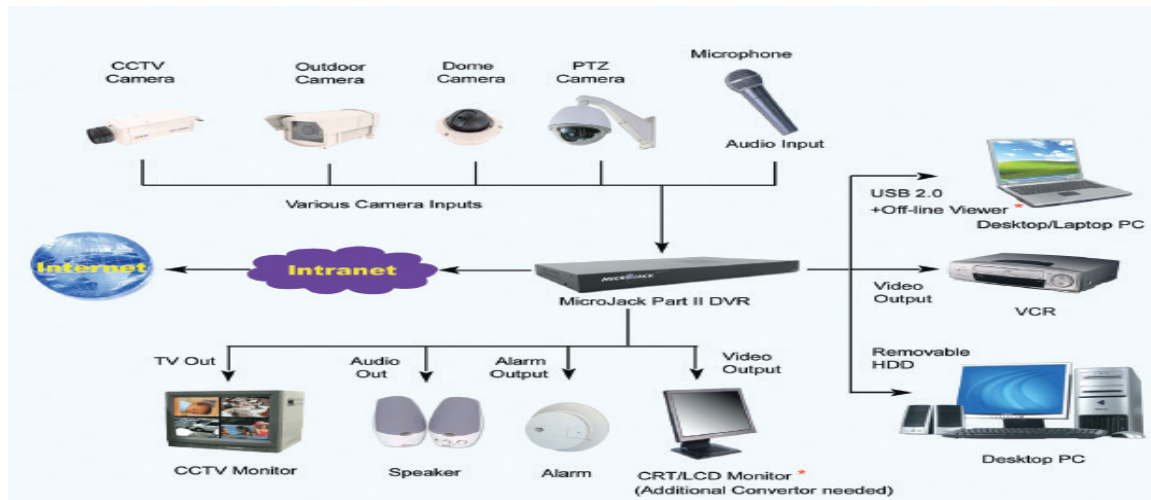 CCTV
Camera
Outdoor
Camera
Dome
Camera
PTZ
Camera
Microphone
Audio Input
Various Camera Inputs
USB 2.0
+Off-line Viewer *
Desktop/Laptop PC
Internet
Intranet
MicroJack Part II DVR
Video
Output
VCR
TV Out
Audio
Out
Alarm
Output
Video
Output
Removable
HDD
CCTV Monitor
Speaker
Alarm
CRT/LCD Monitor *
(Additional Convertor needed)
Desktop PC